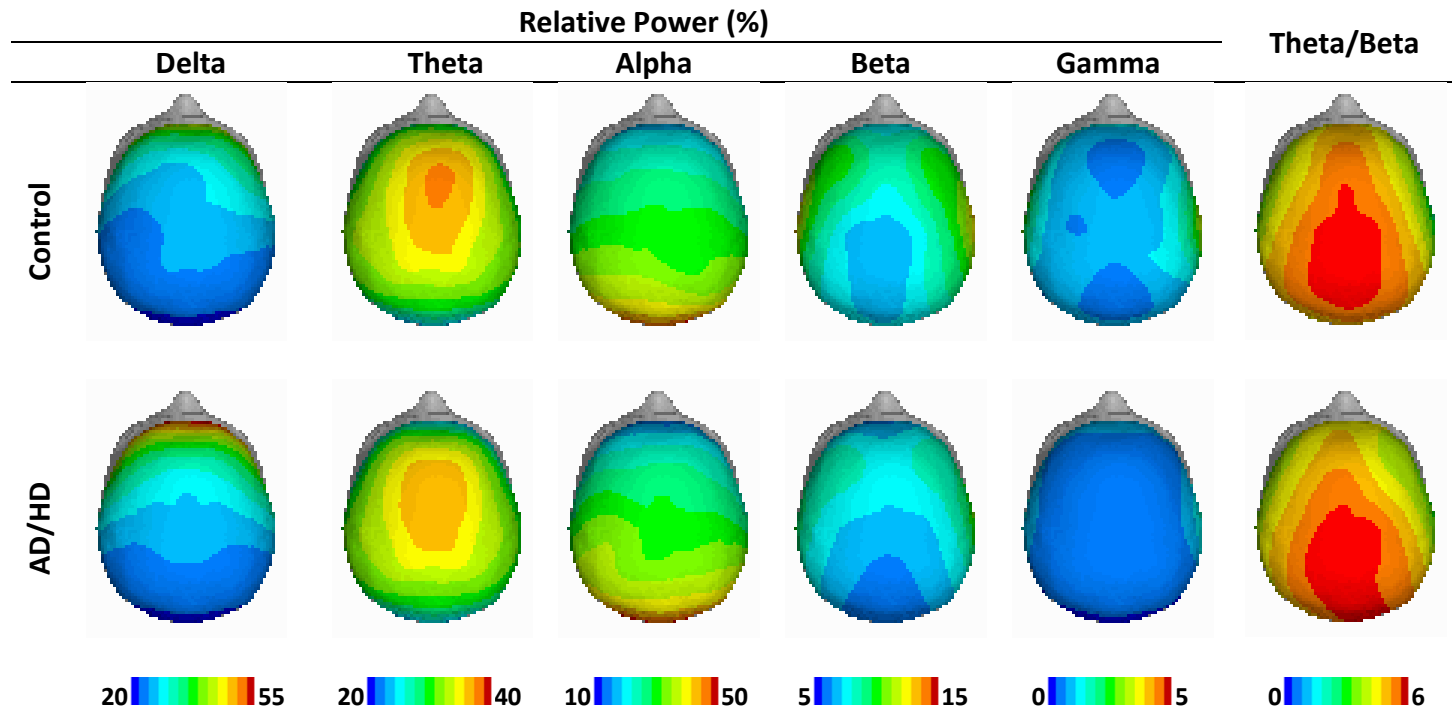 Relative Power (%)
Theta/Beta
Delta Theta Alpha Beta Gamma
Control
AD/HD
20 55 20 40 10 50 5 15 0 5 0 6